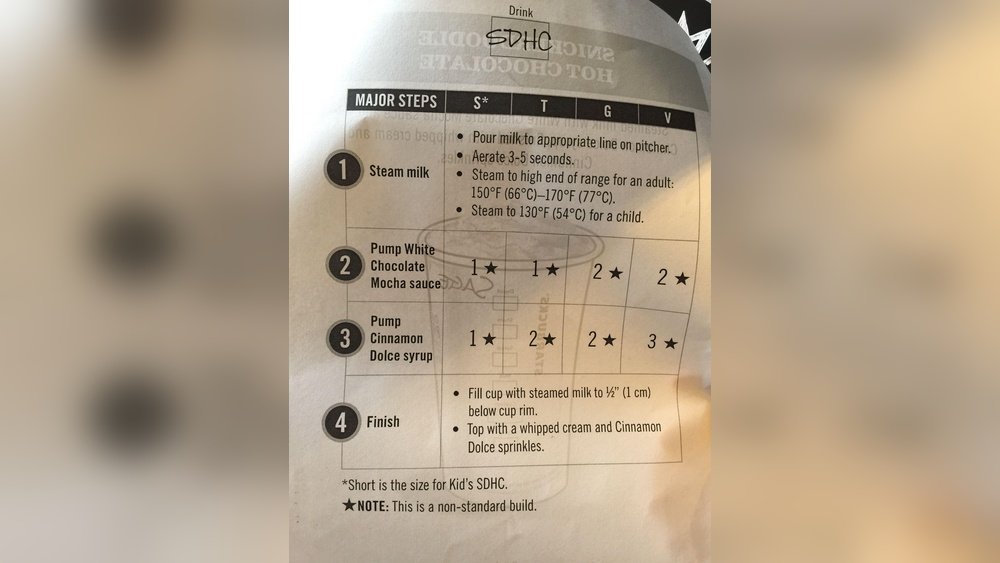 Drink
SDHC
MAJOR STEPS S* T G V
1 Steam milk
• Pour milk to appropriate line on pitcher.
• Aerate 3-5 seconds.
• Steam to high end of range for an adult:
150°F (66°C)–170°F (77°C).
• Steam to 130°F (54°C) for a child.
2 Pump White
Chocolate
Mocha sauce
1★ 1★ 2★ 2★
3 Pump
Cinnamon
Dolce syrup
1★ 2★ 2★ 3★
4 Finish
• Fill cup with steamed milk to ½” (1 cm)
below cup rim.
• Top with a whipped cream and Cinnamon
Dolce sprinkles.
*Short is the size for Kid’s SDHC.
★NOTE: This is a non-standard build.